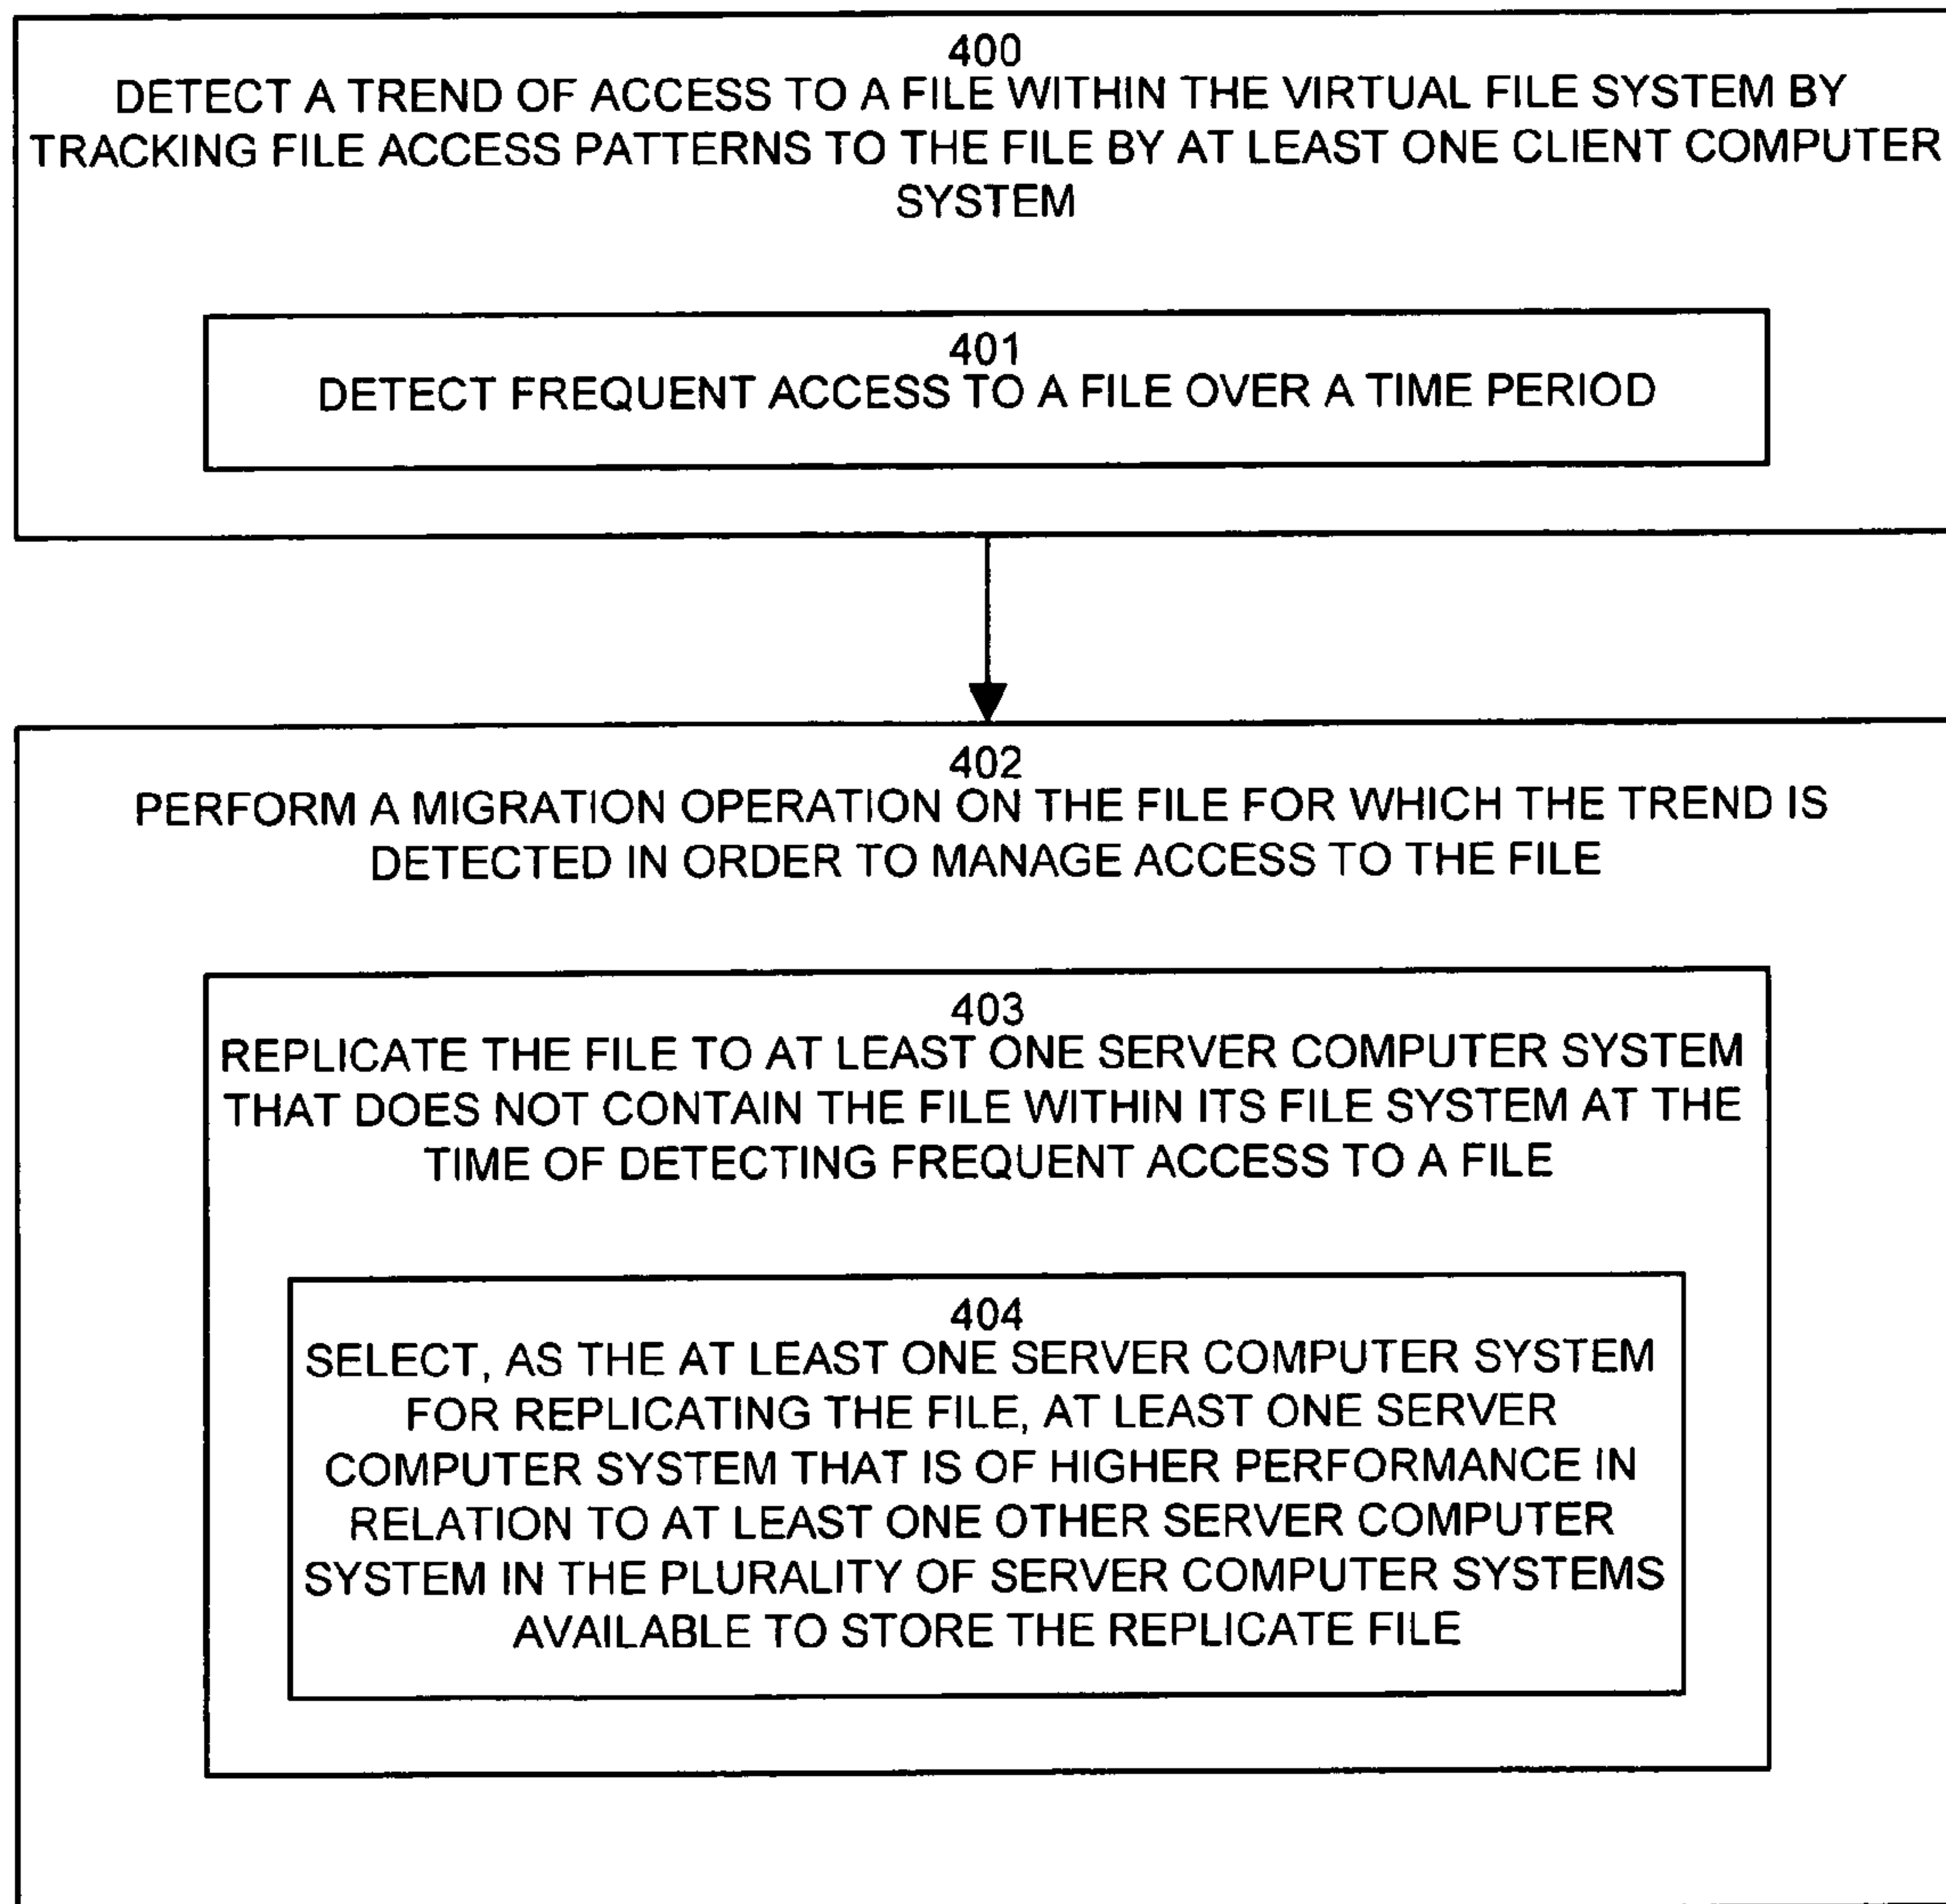 400
DETECT A TREND OF ACCESS TO A FILE WITHIN THE VIRTUAL FILE SYSTEM BY
TRACKING FILE ACCESS PATTERNS TO THE FILE BY AT LEAST ONE CLIENT COMPUTER
SYSTEM
401
DETECT FREQUENT ACCESS TO A FILE OVER A TIME PERIOD
402
PERFORM A MIGRATION OPERATION ON THE FILE FOR WHICH THE TREND IS
DETECTED IN ORDER TO MANAGE ACCESS TO THE FILE
403
REPLICATE THE FILE TO AT LEAST ONE SERVER COMPUTER SYSTEM
THAT DOES NOT CONTAIN THE FILE WITHIN ITS FILE SYSTEM AT THE
TIME OF DETECTING FREQUENT ACCESS TO A FILE
404
SELECT, AS THE AT LEAST ONE SERVER COMPUTER SYSTEM
FOR REPLICATING THE FILE, AT LEAST ONE SERVER
COMPUTER SYSTEM THAT IS OF HIGHER PERFORMANCE IN
RELATION TO AT LEAST ONE OTHER SERVER COMPUTER
SYSTEM IN THE PLURALITY OF SERVER COMPUTER SYSTEMS
AVAILABLE TO STORE THE REPLICATE FILE